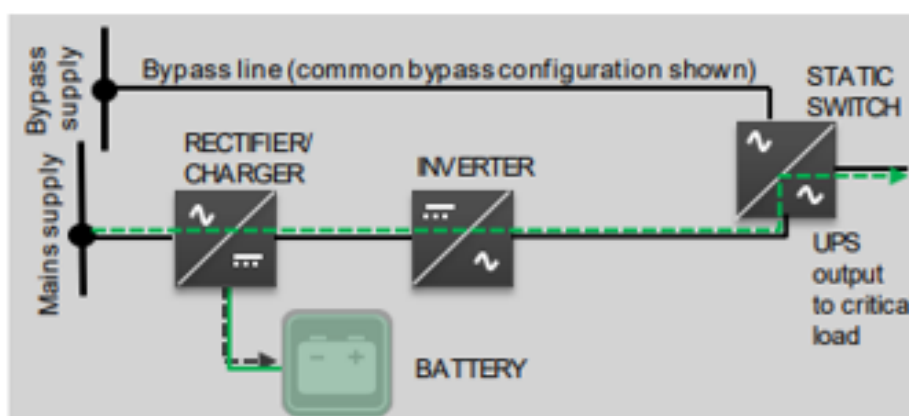 Bypass
supply
Bypass line (common bypass configuration shown)
STATIC
SWITCH
RECTIFIER/
CHARGER
INVERTER
Mains supply
UPS
output
to critica
load
BATTERY